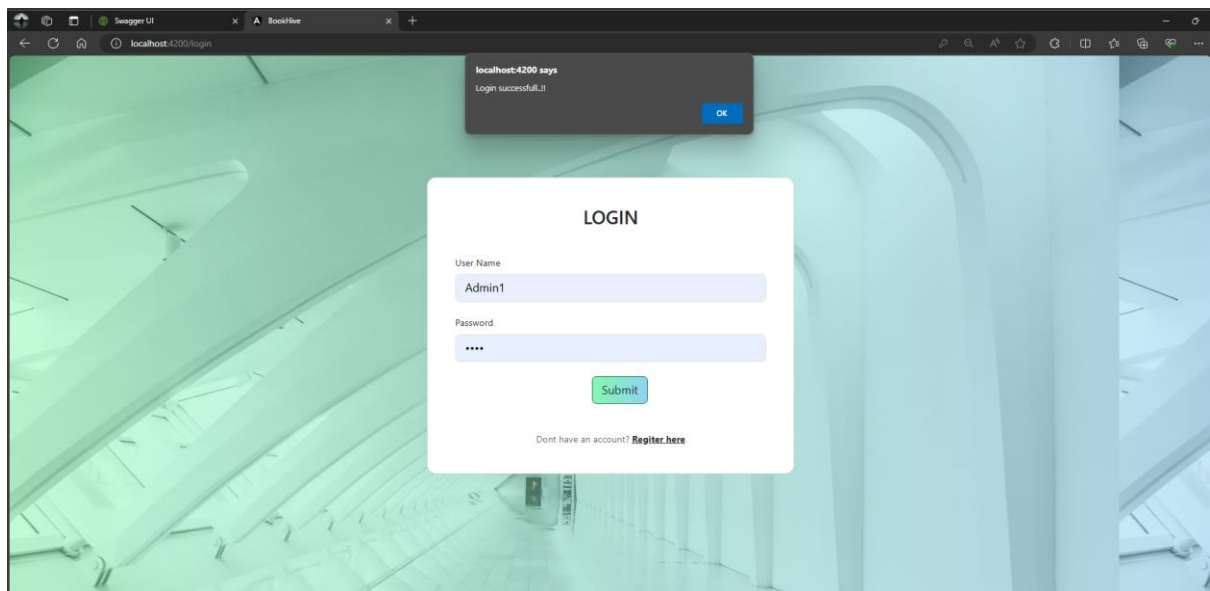 Swagger UI
BookHive
localhost:4200/login
localhost:4200 says
Login successfull..!!
OK
LOGIN
User Name
Admin1
Password
••••
Submit
Dont have an account? Regiter here